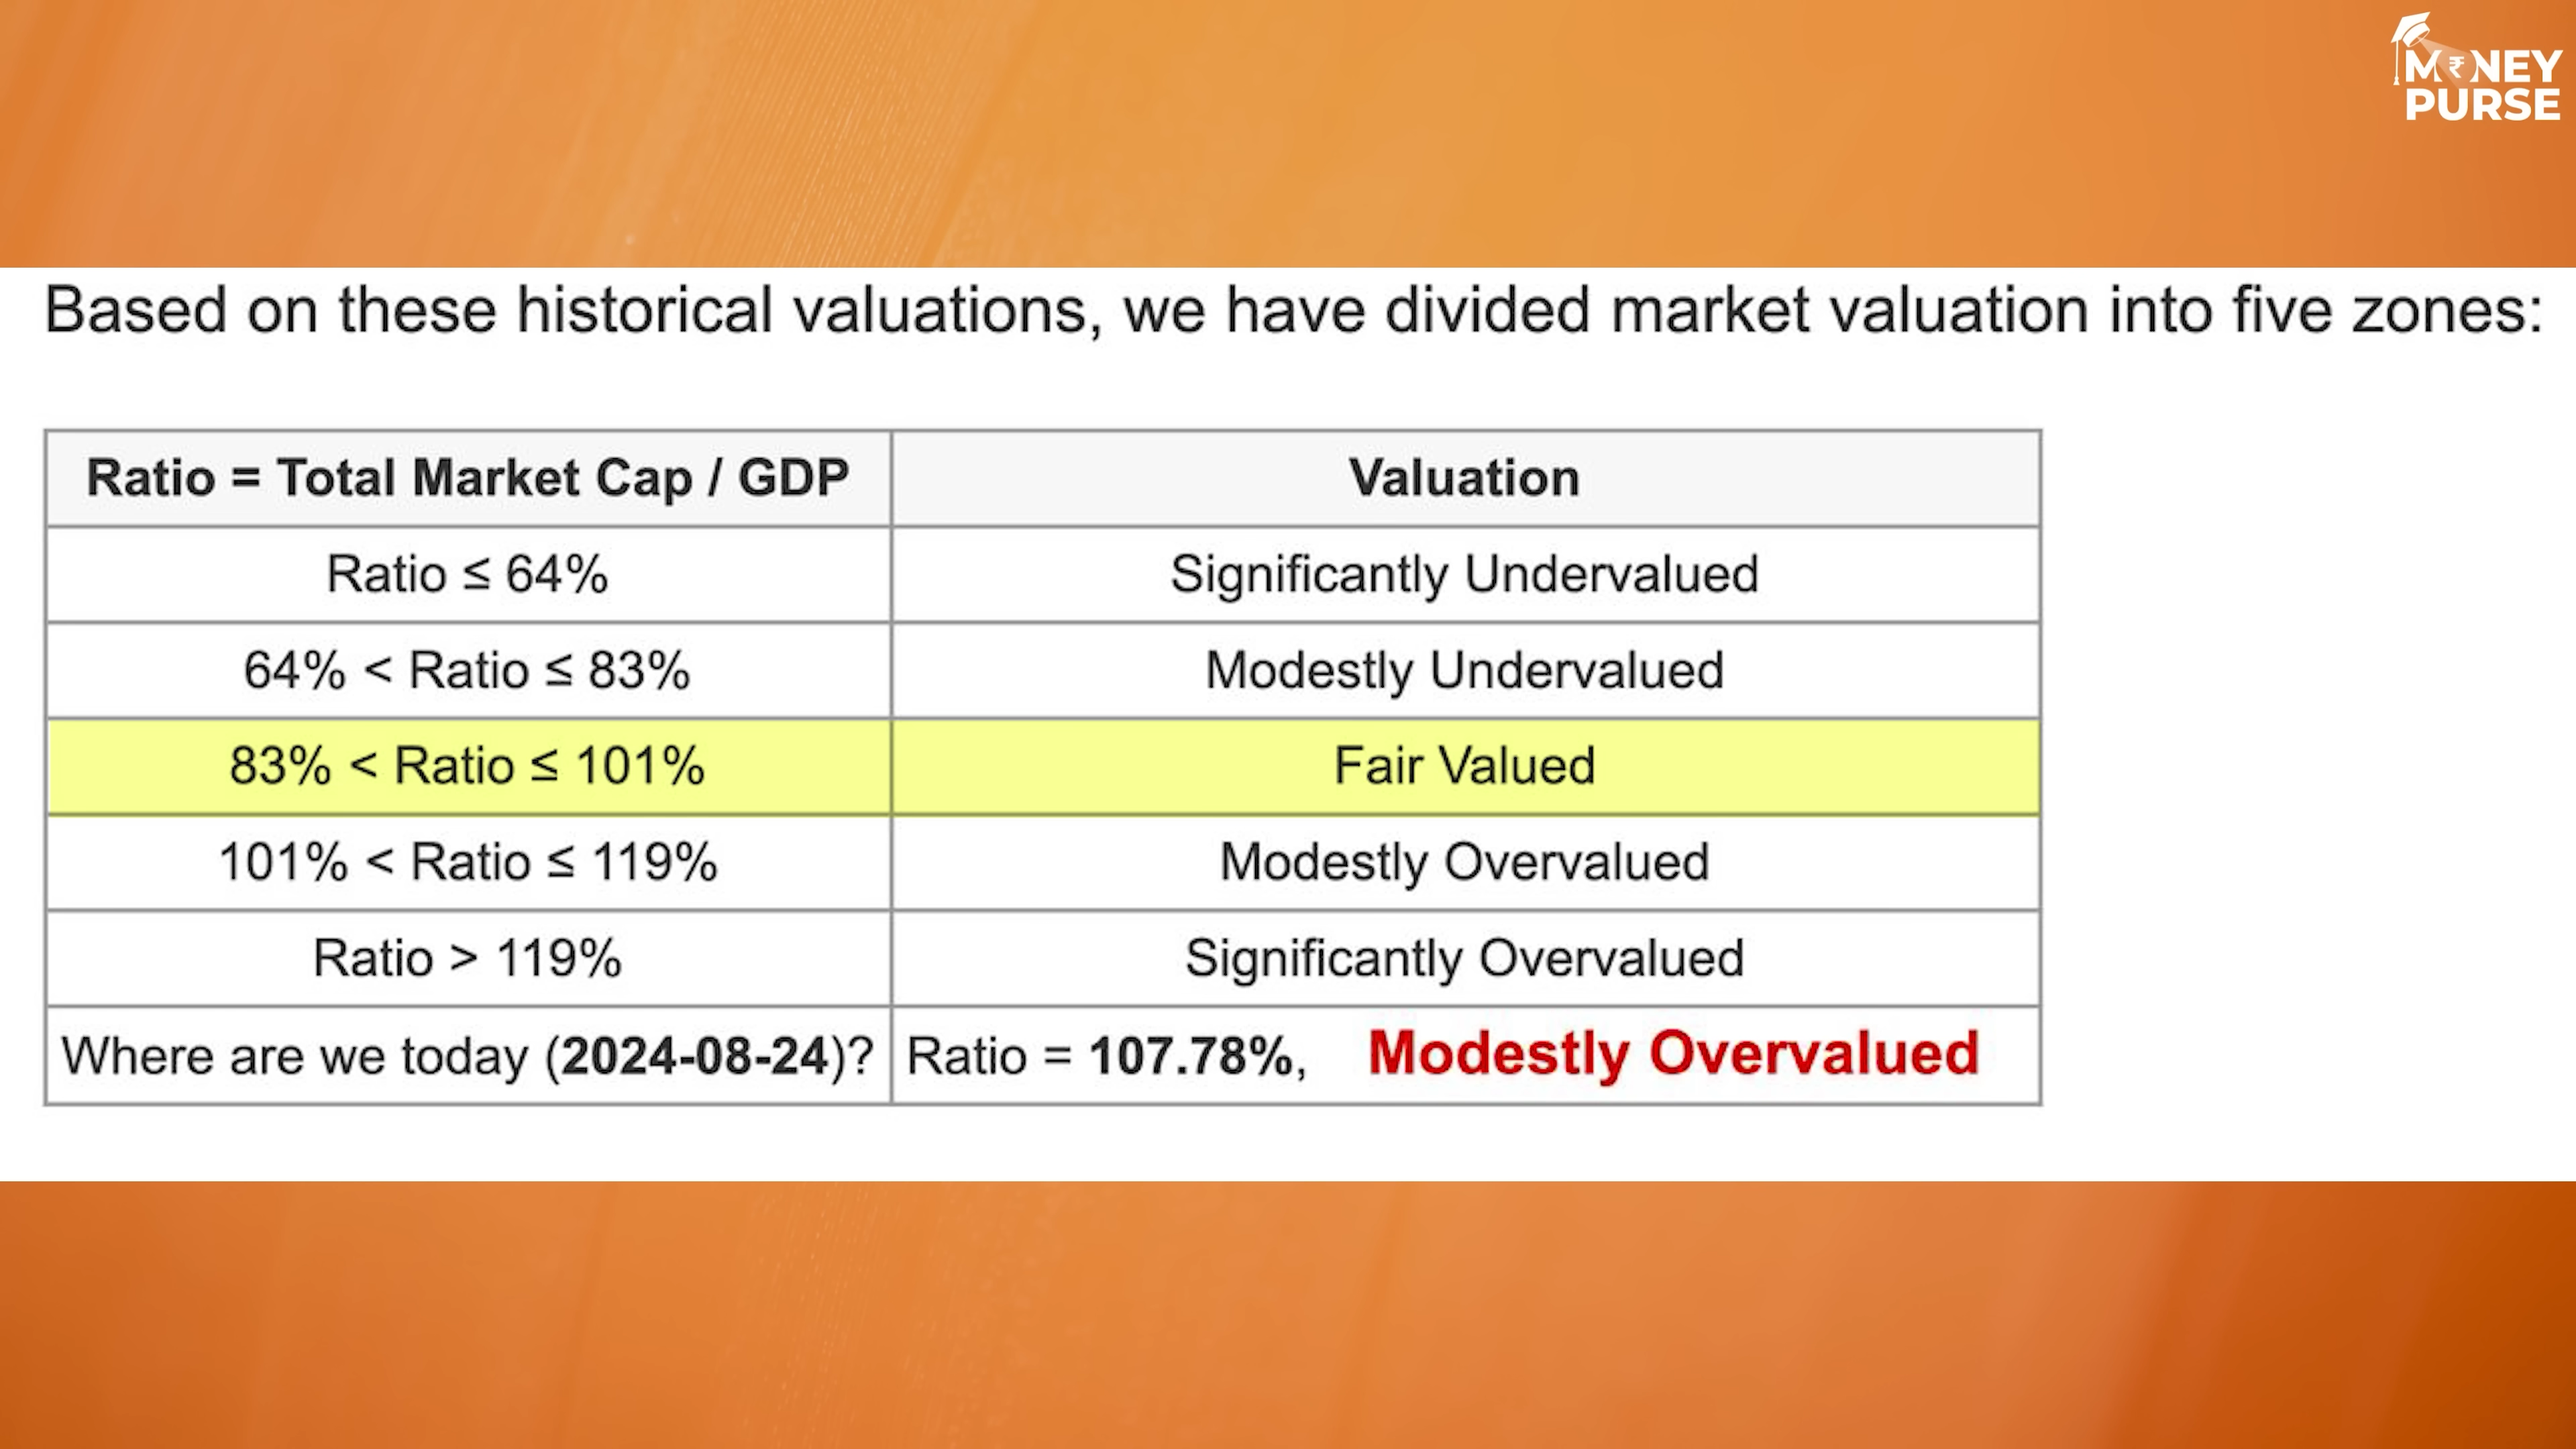 M₹NEY
PURSE
Based on these historical valuations, we have divided market valuation into five zones:
Ratio = Total Market Cap / GDP Valuation
Ratio ≤ 64% Significantly Undervalued
64% < Ratio ≤ 83% Modestly Undervalued
83% < Ratio ≤ 101% Fair Valued
101% < Ratio ≤ 119% Modestly Overvalued
Ratio > 119% Significantly Overvalued
Where are we today (2024-08-24)? Ratio = 107.78%, Modestly Overvalued